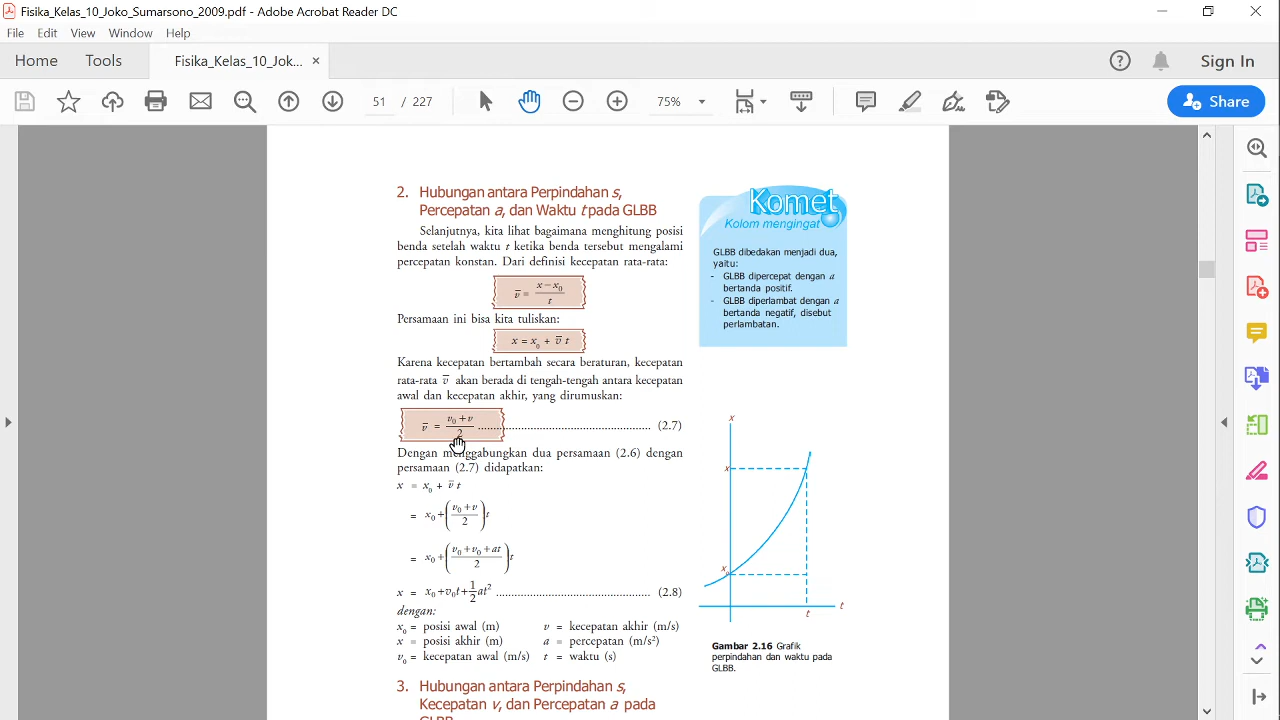 Fisika_Kelas_10_Joko_Sumarsono_2009.pdf - Adobe Acrobat Reader DC
File Edit View Window Help
Home Tools Fisika_Kelas_10_Jok... × Sign In
51 / 227 75% Share
2. Hubungan antara Perpindahan s,
Percepatan a, dan Waktu t pada GLBB
Selanjutnya, kita lihat bagaimana menghitung posisi
benda setelah waktu t ketika benda tersebut mengalami
percepatan konstan. Dari definisi kecepatan rata-rata:
v̅ = (x − x₀)/t
Persamaan ini bisa kita tuliskan:
x = x₀ + v̅ t
Karena kecepatan bertambah secara beraturan, kecepatan
rata-rata v̅ akan berada di tengah-tengah antara kecepatan
awal dan kecepatan akhir, yang dirumuskan:
v̅ = (v₀ + v)/2 ................................................ (2.7)
Dengan menggabungkan dua persamaan (2.6) dengan
persamaan (2.7) didapatkan:
x = x₀ + v̅ t
= x₀ + ((v₀ + v)/2)t
= x₀ + ((v₀ + v₀ + at)/2)t
x = x₀ + v₀t + ½at² ................................................ (2.8)
dengan:
x₀ = posisi awal (m) v = kecepatan akhir (m/s)
x = posisi akhir (m) a = percepatan (m/s²)
v₀ = kecepatan awal (m/s) t = waktu (s)
3. Hubungan antara Perpindahan s,
Kecepatan v, dan Percepatan a pada
GLBB
Komet
Kolom mengingat
GLBB dibedakan menjadi dua,
yaitu:
- GLBB dipercepat dengan a
bertanda positif.
- GLBB diperlambat dengan a
bertanda negatif, disebut
perlambatan.
x
x
x₀
t
t
Gambar 2.16 Grafik
perpindahan dan waktu pada
GLBB.